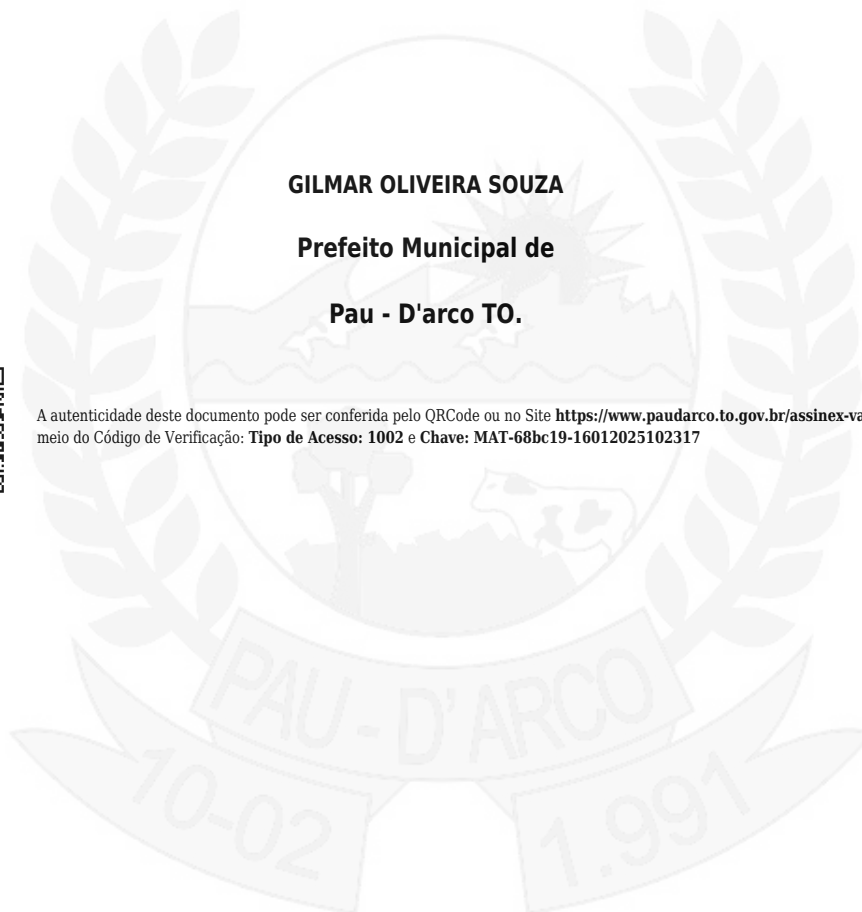 GILMAR OLIVEIRA SOUZA
Prefeito Municipal de
Pau - D'arco TO.
A autenticidade deste documento pode ser conferida pelo QRCode ou no Site https://www.paudarco.to.gov.br/assinex-va
meio do Código de Verificação: Tipo de Acesso: 1002 e Chave: MAT-68bc19-16012025102317
PAU - D'ARCO
10-02 1.991